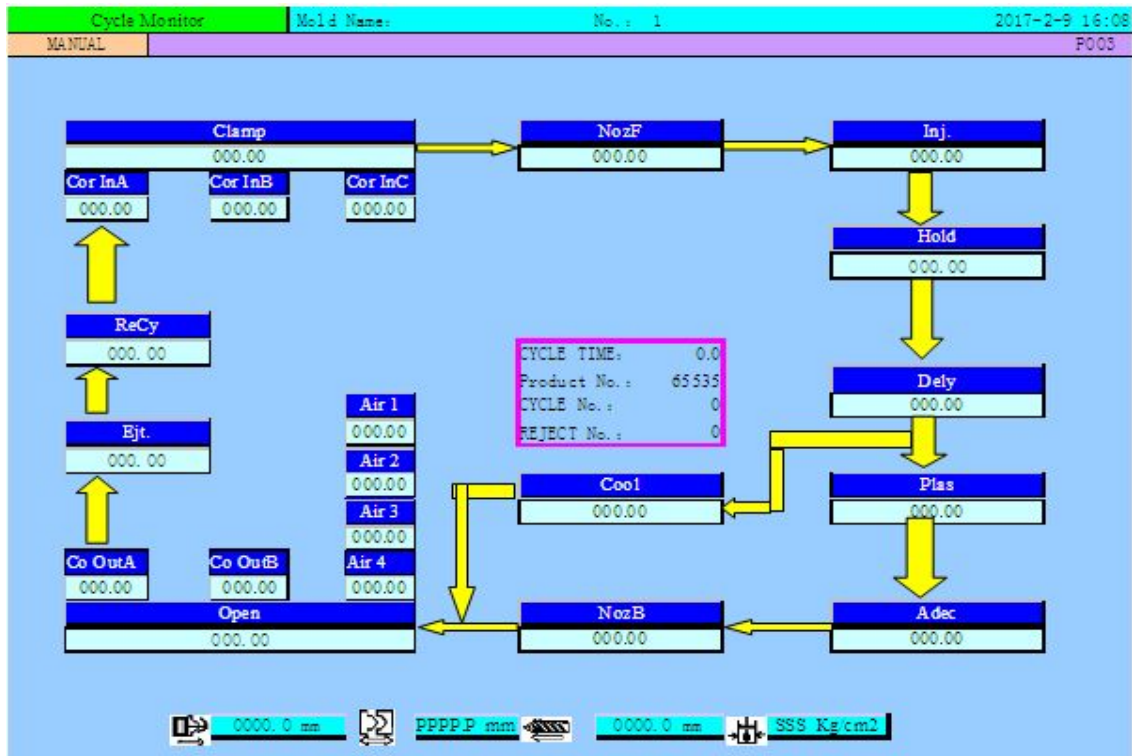 Cycle Monitor Mold Name: No.: 1 2017-2-9 16:08
MANUAL P003
Clamp NozF Inj.
000.00 000.00 000.00
Cor InA Cor InB Cor InC
000.00 000.00 000.00
Hold
000.00
ReCy
000.00
CYCLE TIME: 0.0
Product No.: 65535
CYCLE No.: 0
REJECT No.: 0
Dely
000.00
Air 1
000.00
Ejt.
000.00
Air 2
000.00
Cool Plas
000.00 000.00
Air 3
000.00
Co OutA Co OutB Air 4
000.00 000.00 000.00
Open NozB Adec
000.00 000.00 000.00
0000.0 mm PPPP.P mm 0000.0 mm SSS Kg/cm2